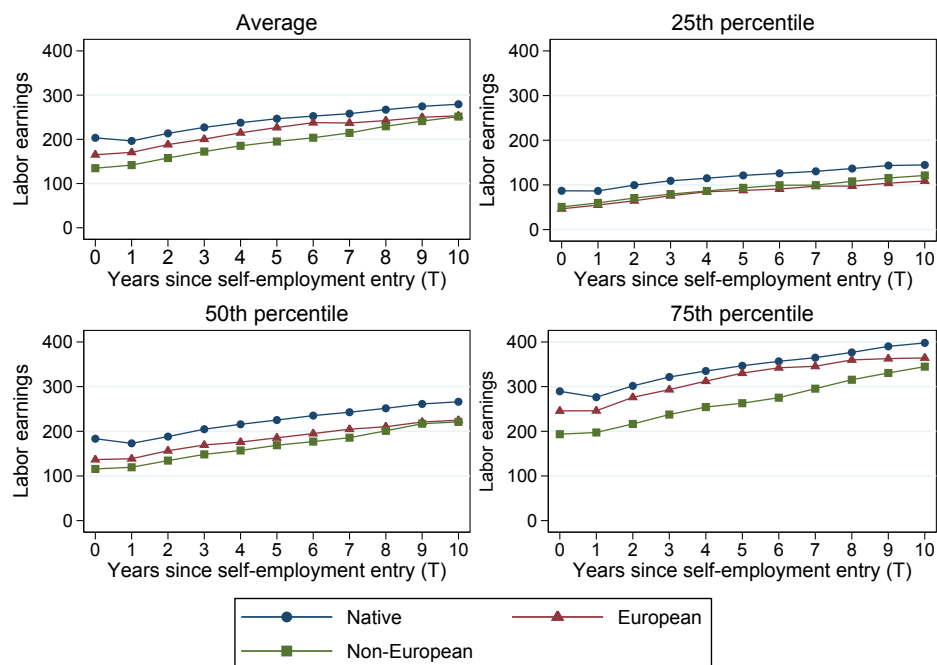 Average
Labor earnings
400
300
200
100
0
0 1 2 3 4 5 6 7 8 9 10
Years since self-employment entry (T)
25th percentile
Labor earnings
400
300
200
100
0
0 1 2 3 4 5 6 7 8 9 10
Years since self-employment entry (T)
50th percentile
Labor earnings
400
300
200
100
0
0 1 2 3 4 5 6 7 8 9 10
Years since self-employment entry (T)
75th percentile
Labor earnings
400
300
200
100
0
0 1 2 3 4 5 6 7 8 9 10
Years since self-employment entry (T)
Native
European
Non-European